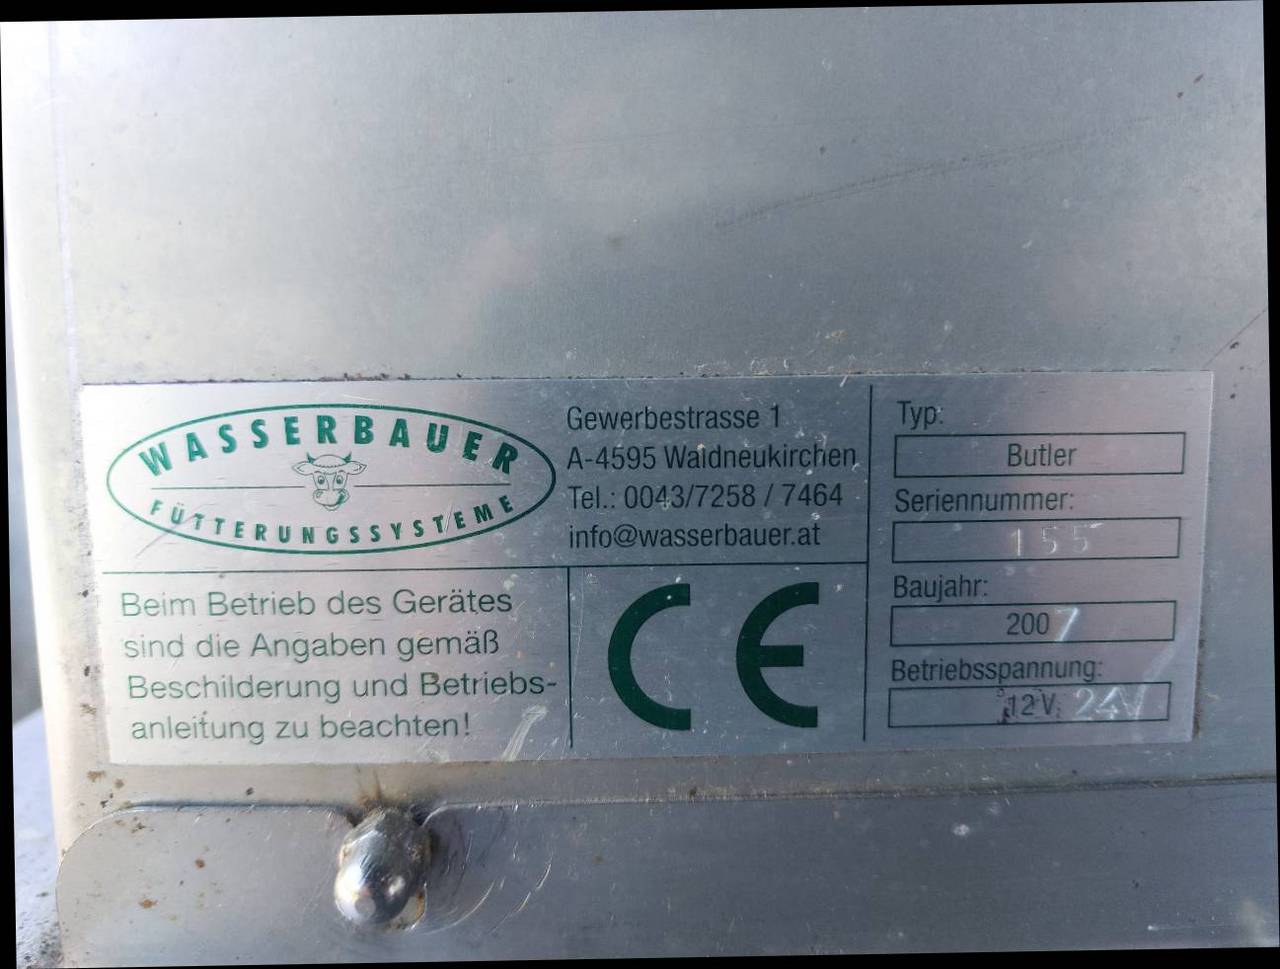 WASSERBAUER
FÜTTERUNGSSYSTEME
Gewerbestrasse 1
A-4595 Waldneukirchen
Tel.: 0043/7258 / 7464
info@wasserbauer.at
Beim Betrieb des Gerätes
sind die Angaben gemäß
Beschilderung und Betriebs-
anleitung zu beachten!
CE
Typ:
Butler
Seriennummer:
155
Baujahr:
2007
Betriebsspannung:
12 V, 24V